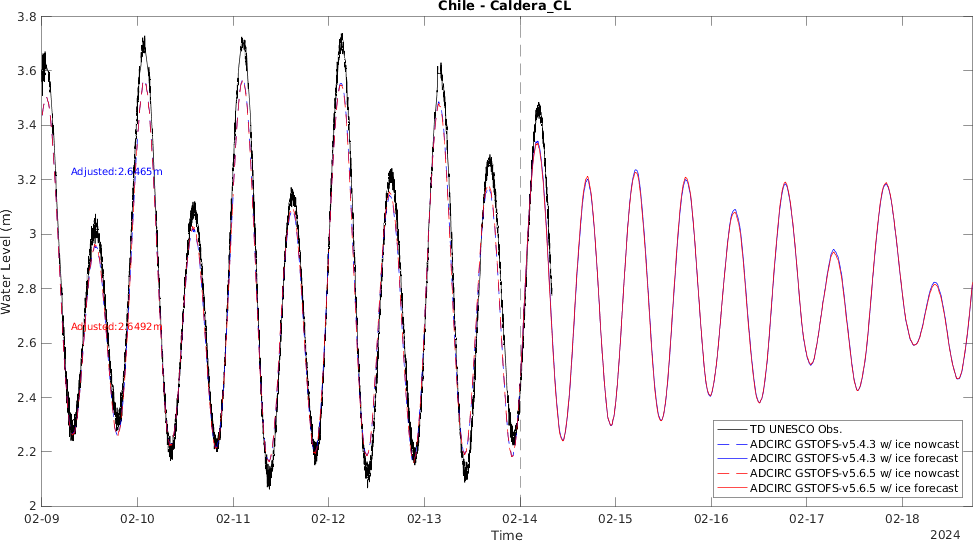 Chile - Caldera_CL
3.8
3.6
3.4
3.2
3
2.8
2.6
2.4
2.2
2
Water Level (m)
Adjusted:2.6465m
Adjusted:2.6492m
TD UNESCO Obs.
ADCIRC GSTOFS-v5.4.3 w/ ice nowcast
ADCIRC GSTOFS-v5.4.3 w/ ice forecast
ADCIRC GSTOFS-v5.6.5 w/ ice nowcast
ADCIRC GSTOFS-v5.6.5 w/ ice forecast
02-09 02-10 02-11 02-12 02-13 02-14 02-15 02-16 02-17 02-18
Time
2024